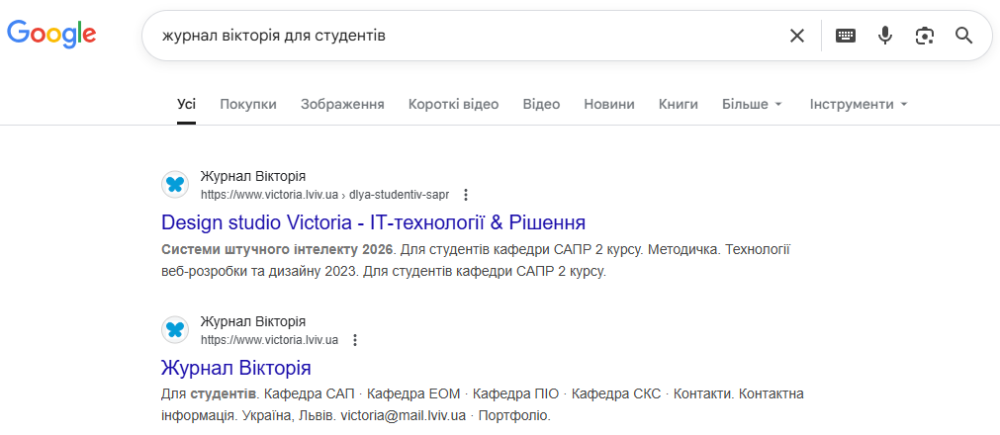 Google
журнал вікторія для студентів
Усі Покупки Зображення Короткі відео Відео Новини Книги Більше Інструменти
Журнал Вікторія
https://www.victoria.lviv.ua › dlya-studentiv-sapr
Design studio Victoria - ІТ-технології & Рішення
Системи штучного інтелекту 2026. Для студентів кафедри САПР 2 курсу. Методичка. Технології
веб-розробки та дизайну 2023. Для студентів кафедри САПР 2 курсу.
Журнал Вікторія
https://www.victoria.lviv.ua
Журнал Вікторія
Для студентів. Кафедра САП · Кафедра ЕОМ · Кафедра ПІО · Кафедра СКС · Контакти. Контактна
інформація. Україна, Львів. victoria@mail.lviv.ua · Портфоліо.